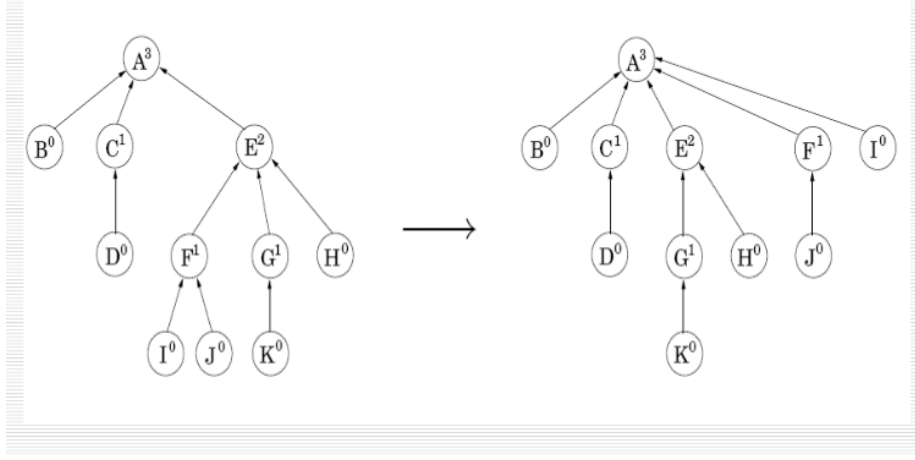 A³ A³
B⁰ C¹ E² B⁰ C¹ E² F¹ I⁰
D⁰ F¹ G¹ H⁰ D⁰ G¹ H⁰ J⁰
I⁰ J⁰ K⁰ K⁰